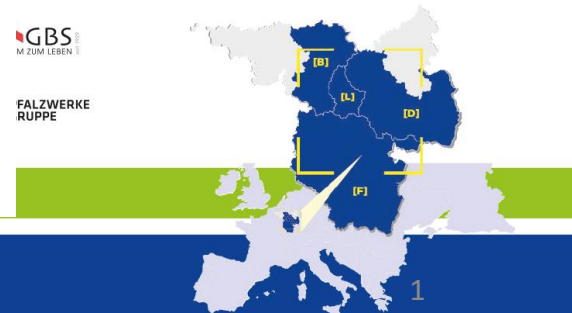 GBS
M ZUM LEBEN
FALZWERKE
RUPPE
[B]
[L]
[D]
[F]
1